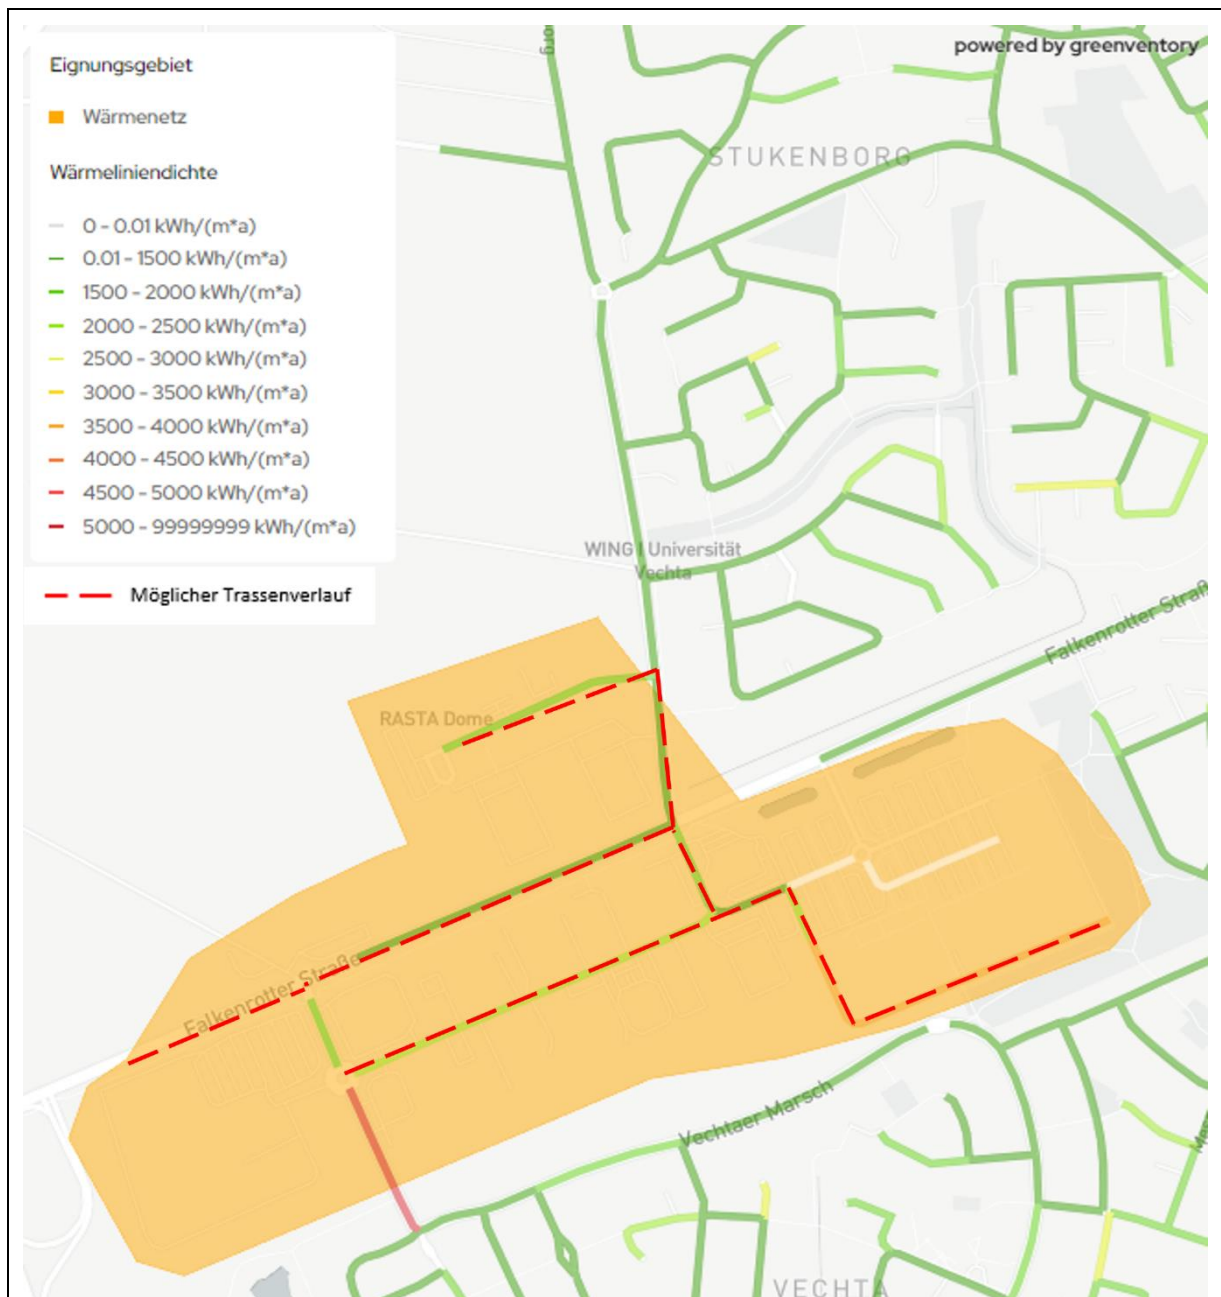 Eignungsgebiet
Wärmenetz
Wärmeliniendichte
0 - 0.01 kWh/(m*a)
0.01 - 1500 kWh/(m*a)
1500 - 2000 kWh/(m*a)
2000 - 2500 kWh/(m*a)
2500 - 3000 kWh/(m*a)
3000 - 3500 kWh/(m*a)
3500 - 4000 kWh/(m*a)
4000 - 4500 kWh/(m*a)
4500 - 5000 kWh/(m*a)
5000 - 99999999 kWh/(m*a)
Möglicher Trassenverlauf
powered by greenventory
STUKENBORG
WING | Universität
Vechta
Falkenrotter Straß
RASTA Dome
Falkenrotter Straße
Vechtaer Marsch
VECHTA